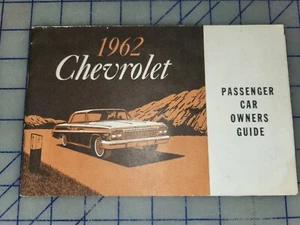 1962
Chevrolet
PASSENGER
CAR
OWNERS
GUIDE